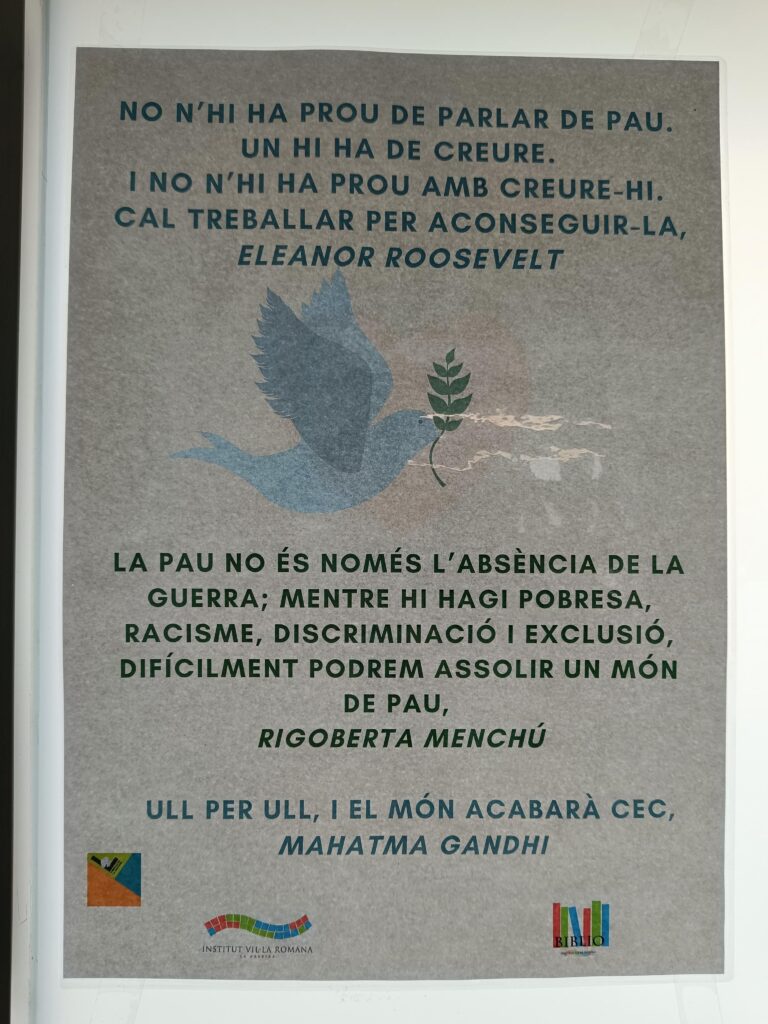 NO N'HI HA PROU DE PARLAR DE PAU.
UN HI HA DE CREURE.
I NO N'HI HA PROU AMB CREURE-HI.
CAL TREBALLAR PER ACONSEGUIR-LA,
ELEANOR ROOSEVELT
LA PAU NO ÉS NOMÉS L'ABSÈNCIA DE LA
GUERRA; MENTRE HI HAGI POBRESA,
RACISME, DISCRIMINACIÓ I EXCLUSIÓ,
DIFÍCILMENT PODREM ASSOLIR UN MÓN
DE PAU,
RIGOBERTA MENCHÚ
ULL PER ULL, I EL MÓN ACABARÀ CEC,
MAHATMA GANDHI
INSTITUT VIL·LA ROMANA
BIBLIO